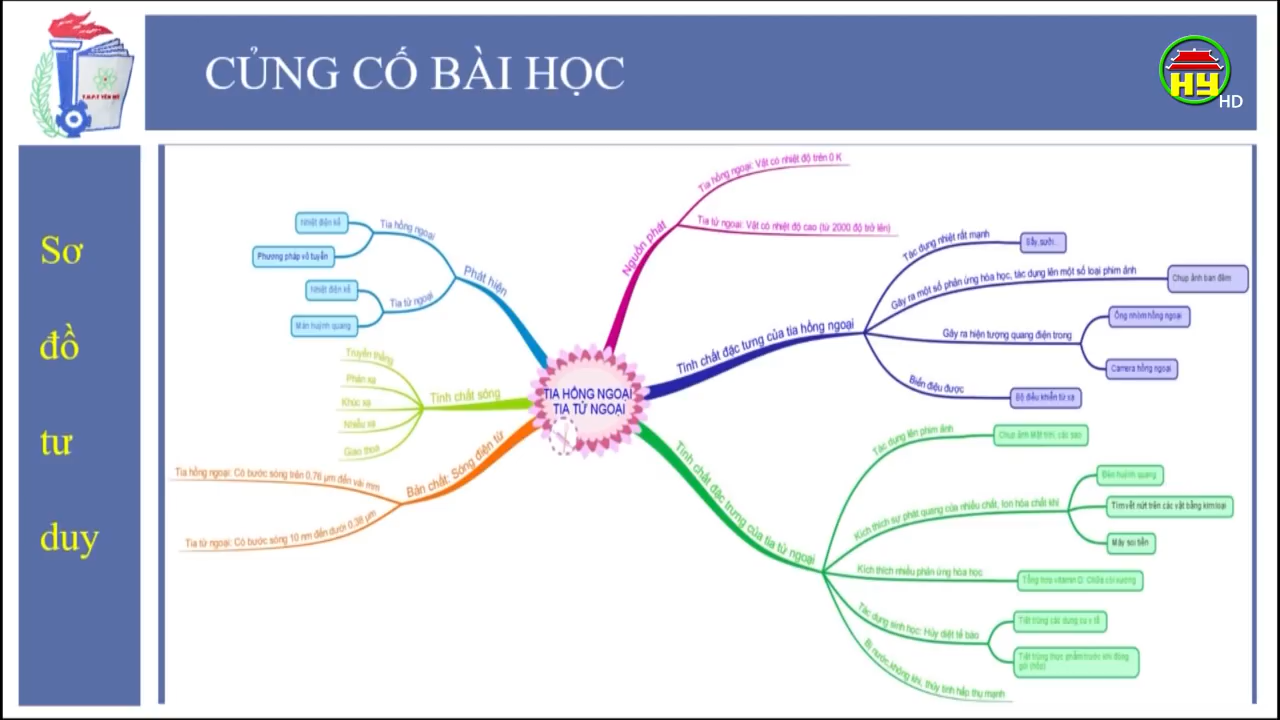 CỦNG CỐ BÀI HỌC
HY
HD
Sơ
đồ
tư
duy
TIA HỒNG NGOẠI
TIA TỬ NGOẠI
Nguồn phát
Tia hồng ngoại: Vật có nhiệt độ trên 0 K
Tia tử ngoại: Vật có nhiệt độ cao (từ 2000 độ trở lên)
Phát hiện
Tia hồng ngoại
Nhiệt điện kế
Phương pháp vô tuyến
Tia tử ngoại
Nhiệt điện kế
Màn huỳnh quang
Tính chất sóng
Truyền thẳng
Phản xạ
Khúc xạ
Nhiễu xạ
Giao thoa
Bản chất: Sóng điện từ
Tia hồng ngoại: Có bước sóng trên 0,76 µm đến vài mm
Tia tử ngoại: Có bước sóng 10 nm đến dưới 0,38 µm
Tính chất đặc tưng của tia hồng ngoại
Tác dụng nhiệt rất mạnh
Sấy, sưởi...
Gây ra một số phản ứng hóa học, tác dụng lên một số loại phim ảnh
Chụp ảnh ban đêm
Gây ra hiện tượng quang điện trong
Ống nhòm hồng ngoại
Camera hồng ngoại
Biến điệu được
Bộ điều khiển từ xa
Tính chất đặc trưng của tia tử ngoại
Tác dụng lên phim ảnh
Chụp ảnh Mặt trời, các sao
Kích thích sự phát quang của nhiều chất, Ion hóa chất khí
Đèn huỳnh quang
Tìm vết nứt trên các vật bằng kim loại
Máy soi tiền
Kích thích nhiều phản ứng hóa học
Tổng hợp vitamin D, Chữa còi xương
Tác dụng sinh học: Hủy diệt tế bào
Tiệt trùng các dụng cụ y tế
Tiệt trùng thực phẩm trước khi đóng
gói (hộp)
Bị nước, không khí, thủy tinh hấp thụ mạnh